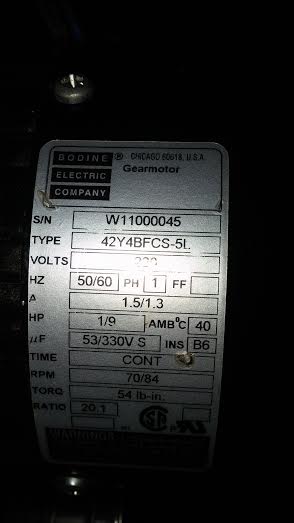 BODINE ® CHICAGO 60618, U.S.A.
ELECTRIC Gearmotor
COMPANY
S/N W11000045
TYPE 42Y4BFCS-5L
VOLTS 230
HZ 50/60 PH 1 FF
A 1.5/1.3
HP 1/9 AMB°C 40
µF 53/330V S INS B6
TIME CONT
RPM 70/84
TORQ 54 lb-in.
RATIO 20.1
WARNING: